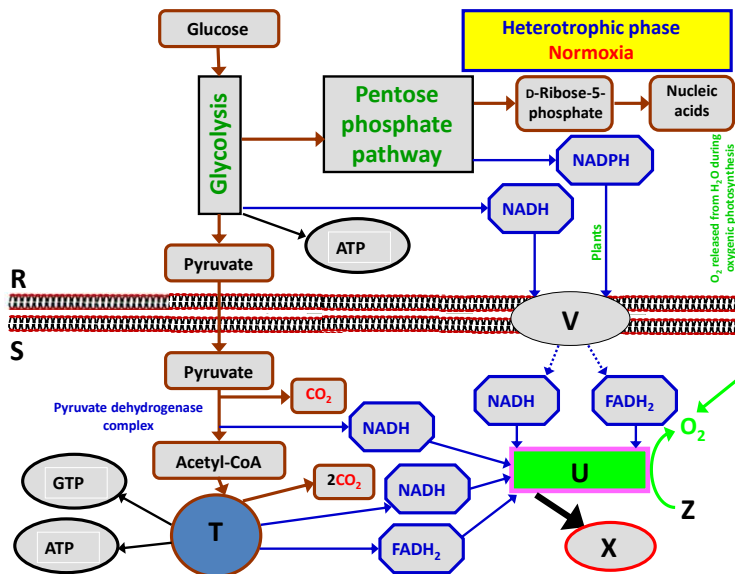 Glucose
Heterotrophic phase
Normoxia
Glycolysis
Pentose
phosphate
pathway
D-Ribose-5-
phosphate
Nucleic
acids
NADPH
NADH
ATP
Plants
O2 released from H2O during
oxygenic photosynthesis
Pyruvate
R
V
S
Pyruvate
CO2
Pyruvate dehydrogenase
complex
NADH
NADH
FADH2
O2
Acetyl-CoA
2CO2
GTP
NADH
U
Z
T
ATP
FADH2
X